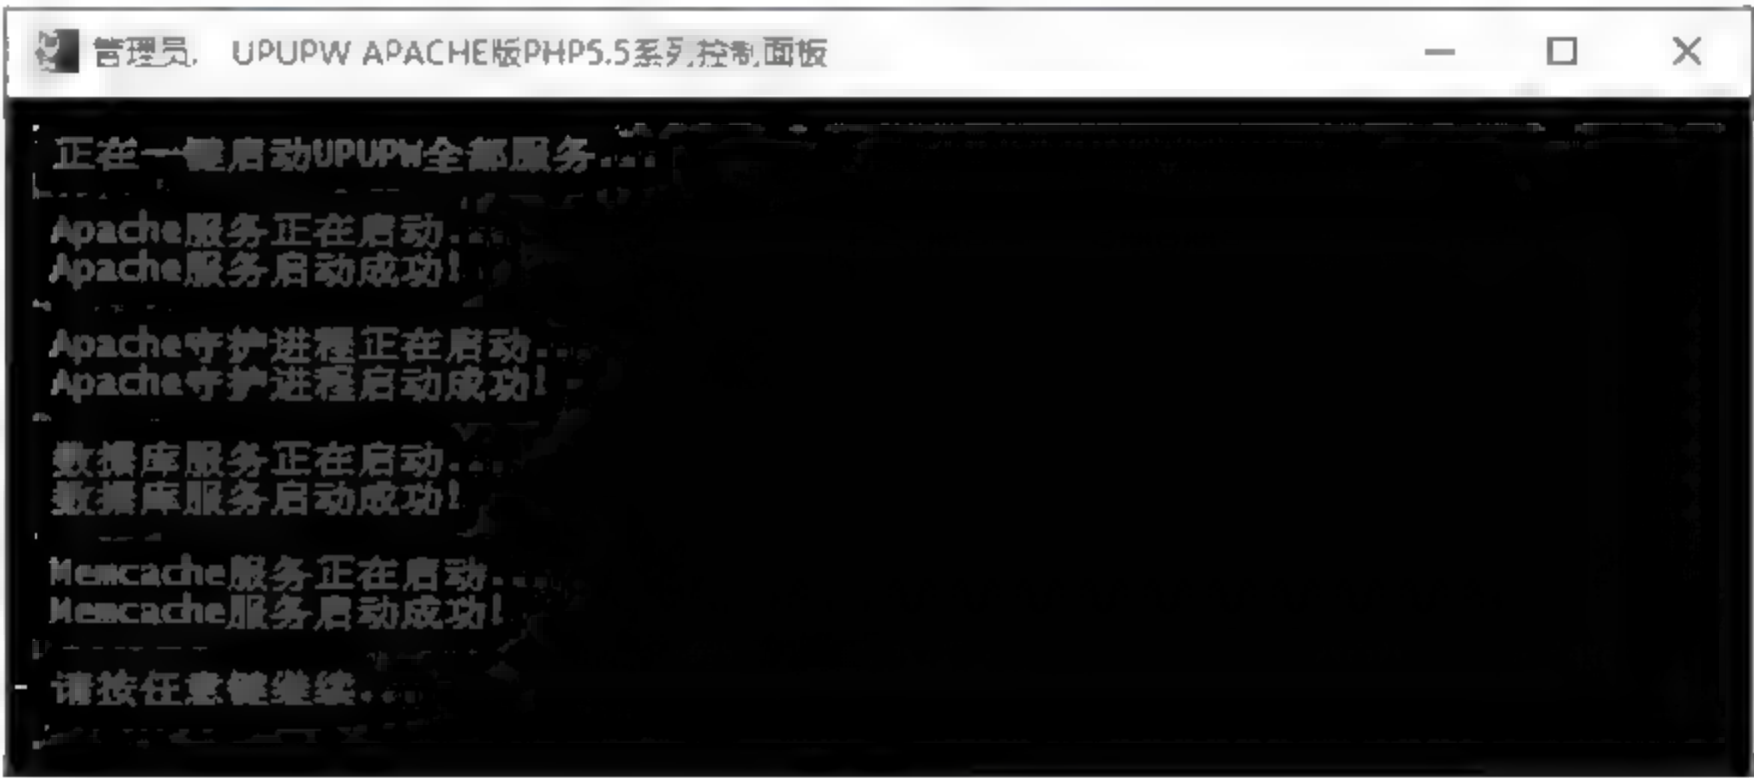 管理员: UPUPW APACHE版PHP5.5系列控制面板
正在一键启动UPUPW全部服务...
Apache服务正在启动...
Apache服务启动成功!
Apache守护进程正在启动...
Apache守护进程启动成功!
数据库服务正在启动...
数据库服务启动成功!
Memcache服务正在启动...
Memcache服务启动成功!
请按任意键继续...